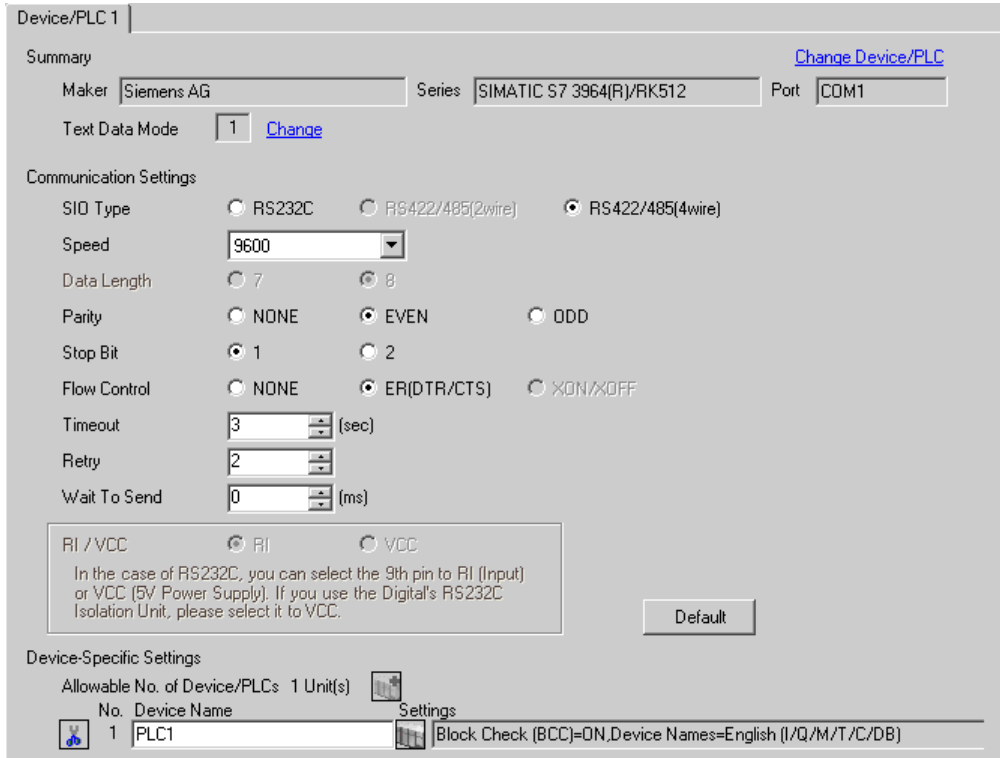 Device/PLC 1
Summary
Change Device/PLC
Maker Siemens AG Series SIMATIC S7 3964(R)/RK512 Port COM1
Text Data Mode 1 Change
Communication Settings
SIO Type RS232C RS422/485(2wire) RS422/485(4wire)
Speed 9600
Data Length 7 8
Parity NONE EVEN ODD
Stop Bit 1 2
Flow Control NONE ER(DTR/CTS) XON/XOFF
Timeout 3 (sec)
Retry 2
Wait To Send 0 (ms)
RI / VCC RI VCC
In the case of RS232C, you can select the 9th pin to RI (Input)
or VCC (5V Power Supply). If you use the Digital's RS232C
Isolation Unit, please select it to VCC.
Default
Device-Specific Settings
Allowable No. of Device/PLCs 1 Unit(s)
No. Device Name Settings
1 PLC1 Block Check (BCC)=ON,Device Names=English (I/Q/M/T/C/DB)